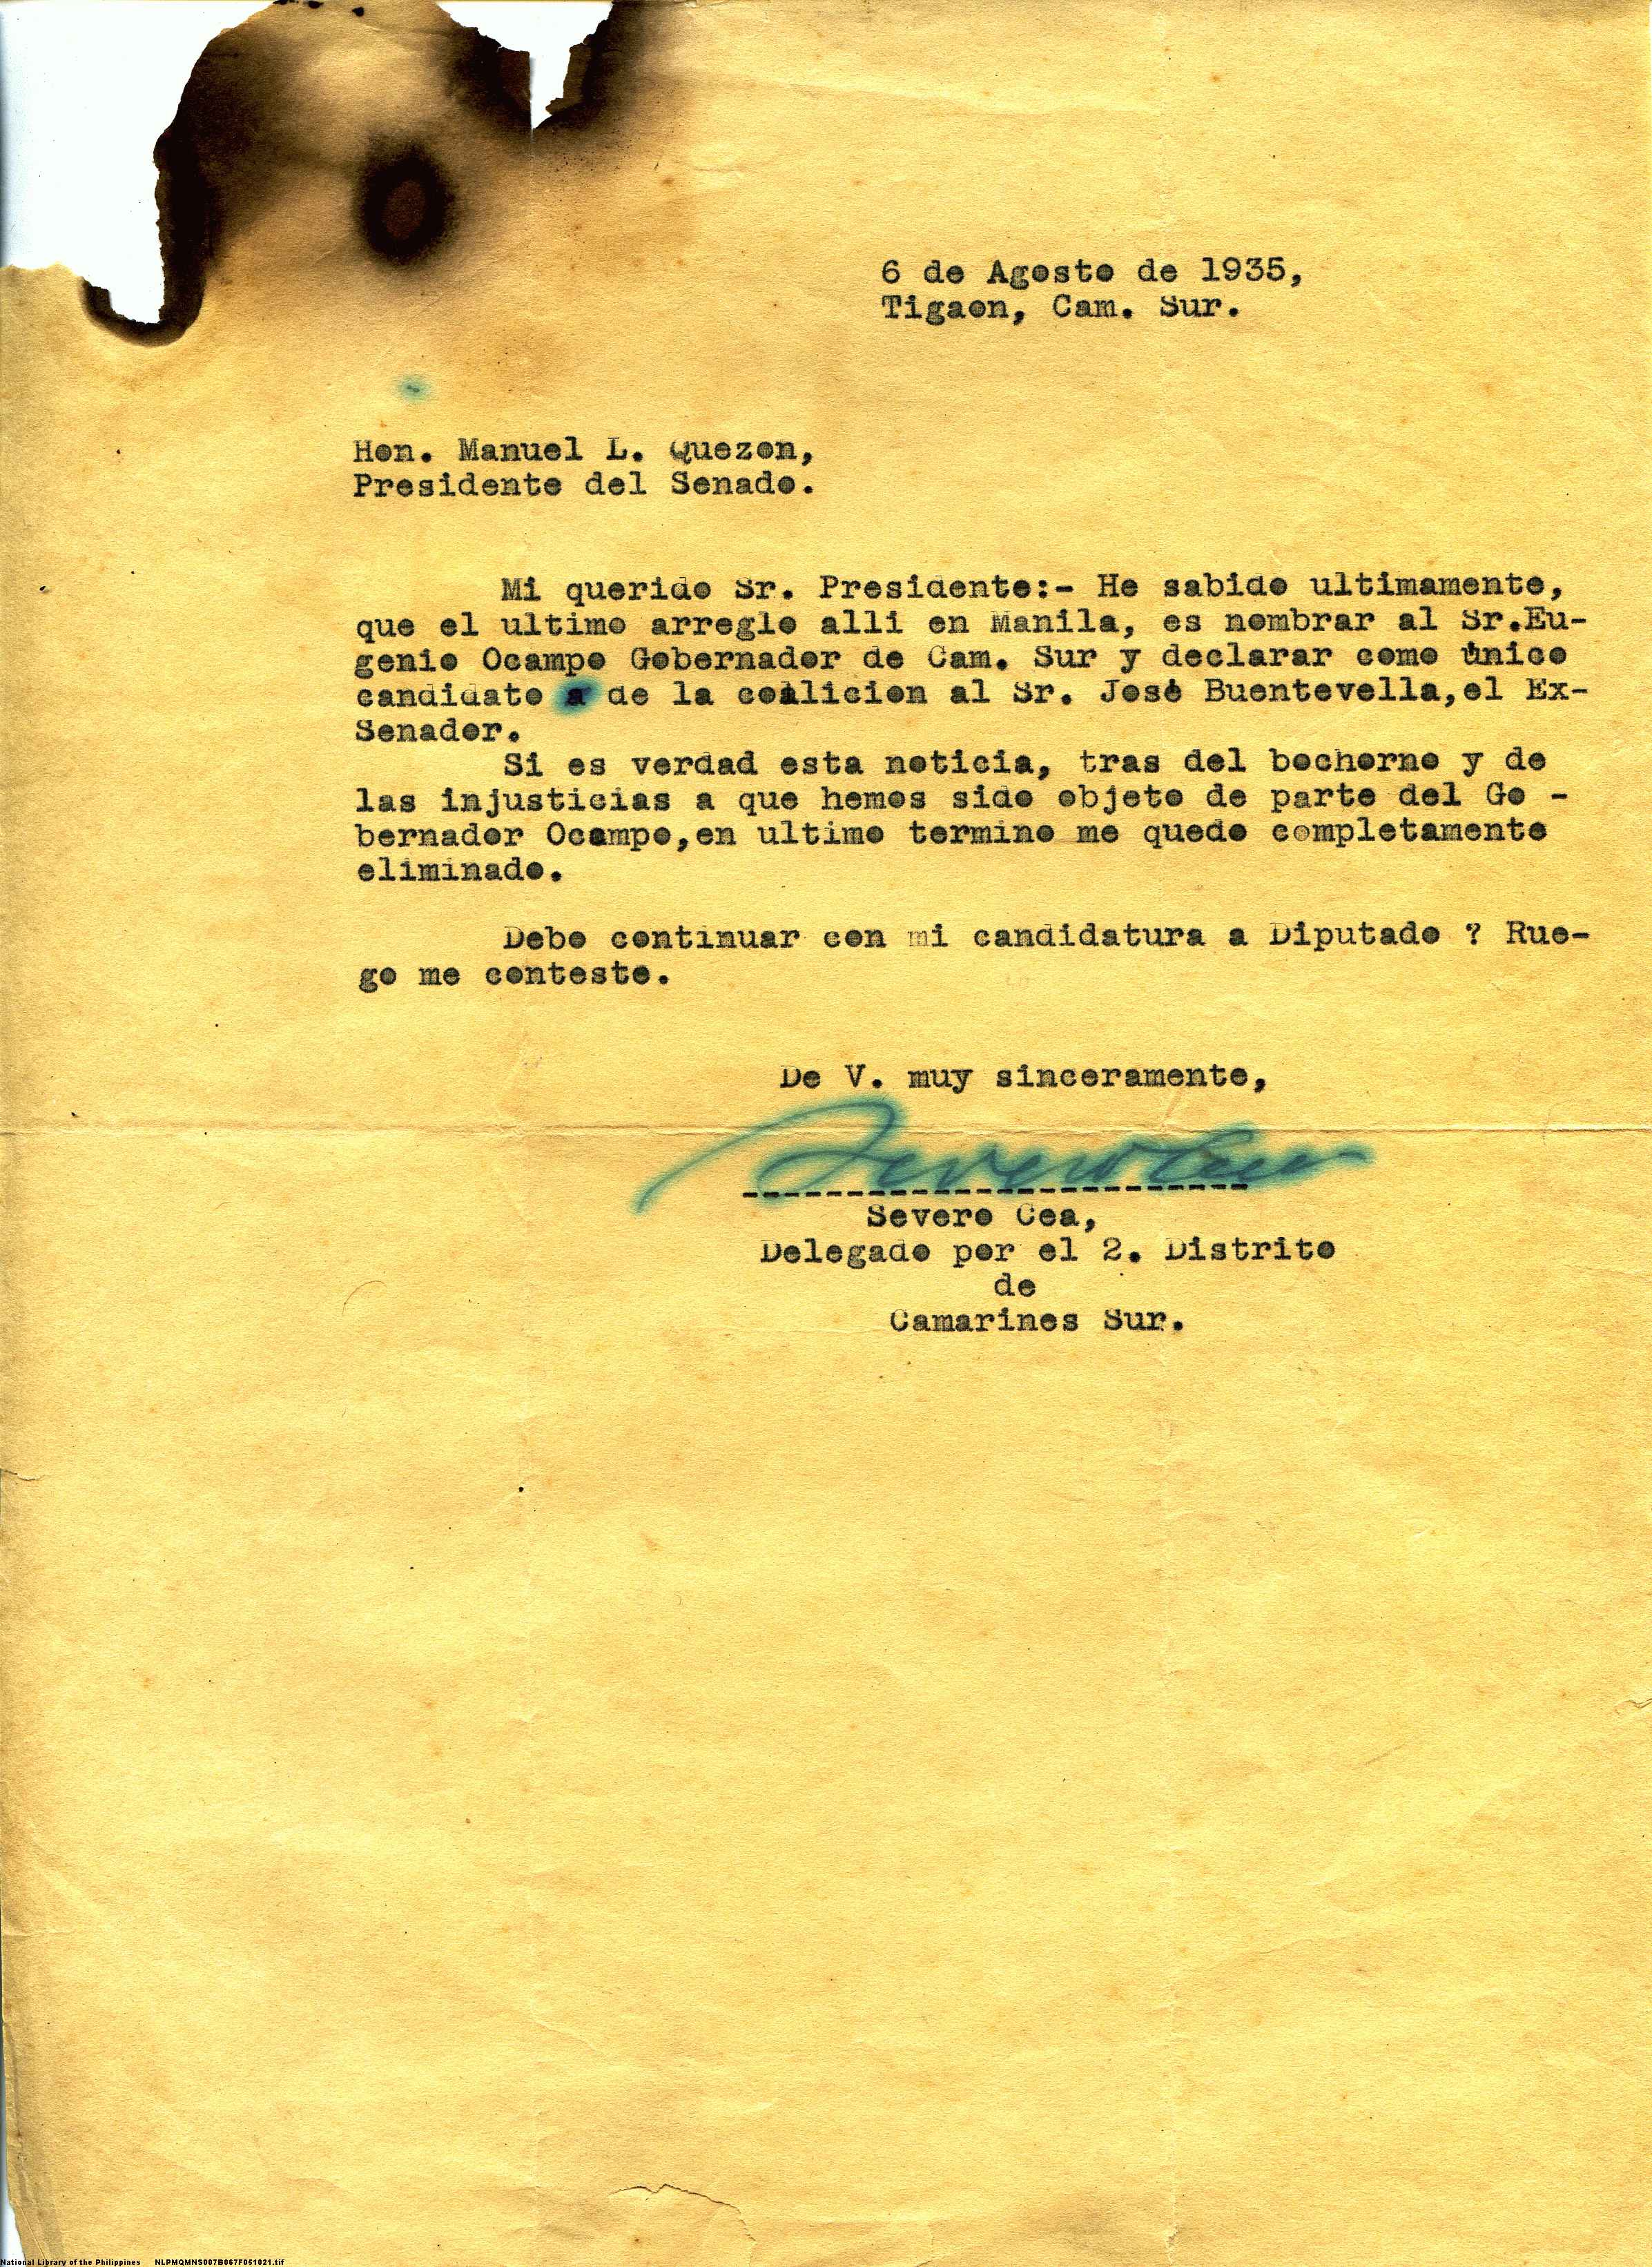 6 de Agosto de 1935,
Tigaon, Cam. Sur.
Hon. Manuel L. Quezon,
Presidente del Senado.
Mi querido Sr. Presidente:- He sabido ultimamente,
que el ultimo arreglo alli en Manila, es nombrar al Sr.Eu-
genio Ocampo Gobernador de Cam. Sur y declarar como único
candidato a de la coalicion al Sr. José Buentevella,el Ex-
Senador.
Si es verdad esta noticia, tras del bochorno y de
las injusticias a que hemos sido objeto de parte del Go -
bernador Ocampo,en ultimo termino me quedo completamente
eliminado.
Debo continuar con mi candidatura a Diputado ? Rue-
go me conteste.
De V. muy sinceramente,
Severo Cea
--------------------------
Severo Cea,
Delegado por el 2. Distrito
de
Camarines Sur.
National Library of the Philippines NLPMQMNS007B067F051021.tif